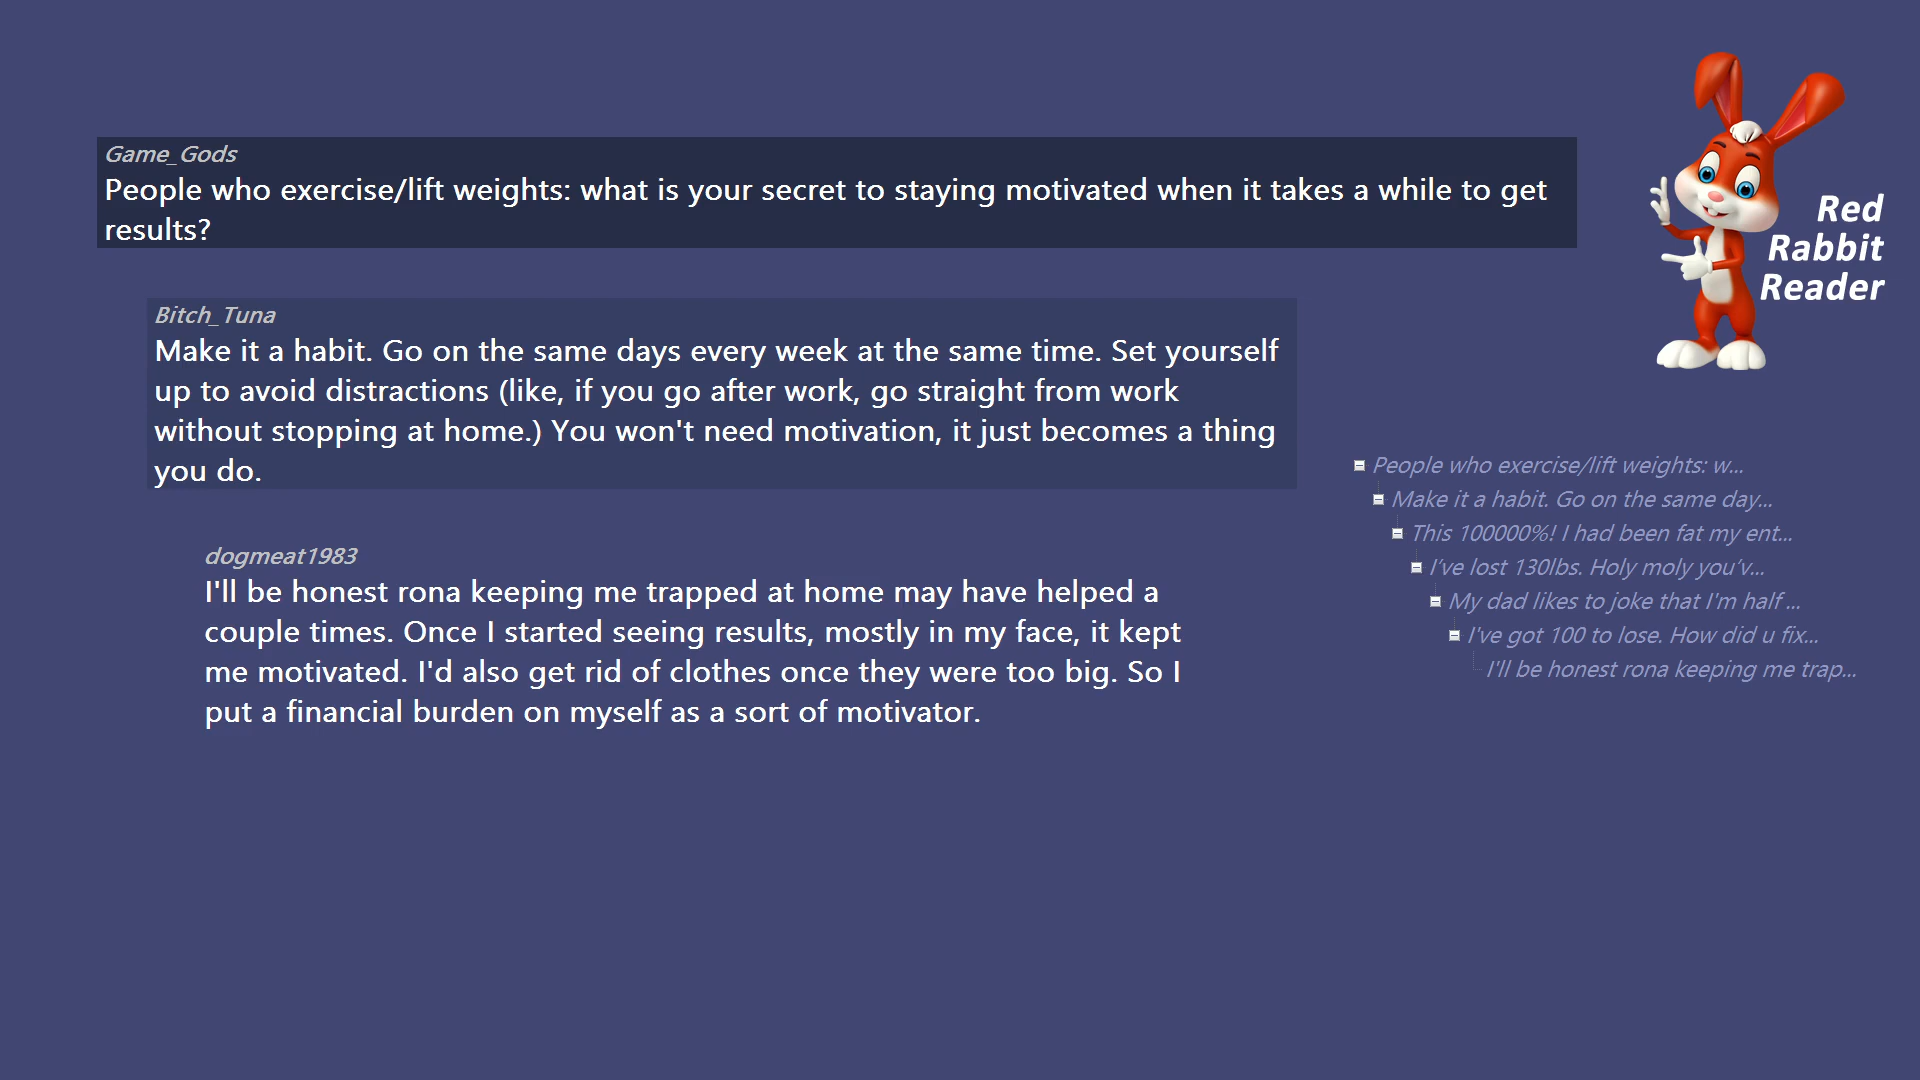 Game_Gods
People who exercise/lift weights: what is your secret to staying motivated when it takes a while to get
results?
Bitch_Tuna
Make it a habit. Go on the same days every week at the same time. Set yourself
up to avoid distractions (like, if you go after work, go straight from work
without stopping at home.) You won't need motivation, it just becomes a thing
you do.
dogmeat1983
I'll be honest rona keeping me trapped at home may have helped a
couple times. Once I started seeing results, mostly in my face, it kept
me motivated. I'd also get rid of clothes once they were too big. So I
put a financial burden on myself as a sort of motivator.
Red
Rabbit
Reader
People who exercise/lift weights: w...
Make it a habit. Go on the same day...
This 100000%! I had been fat my ent...
I’ve lost 130lbs. Holy moly you’v...
My dad likes to joke that I'm half ...
I've got 100 to lose. How did u fix...
I'll be honest rona keeping me trap...